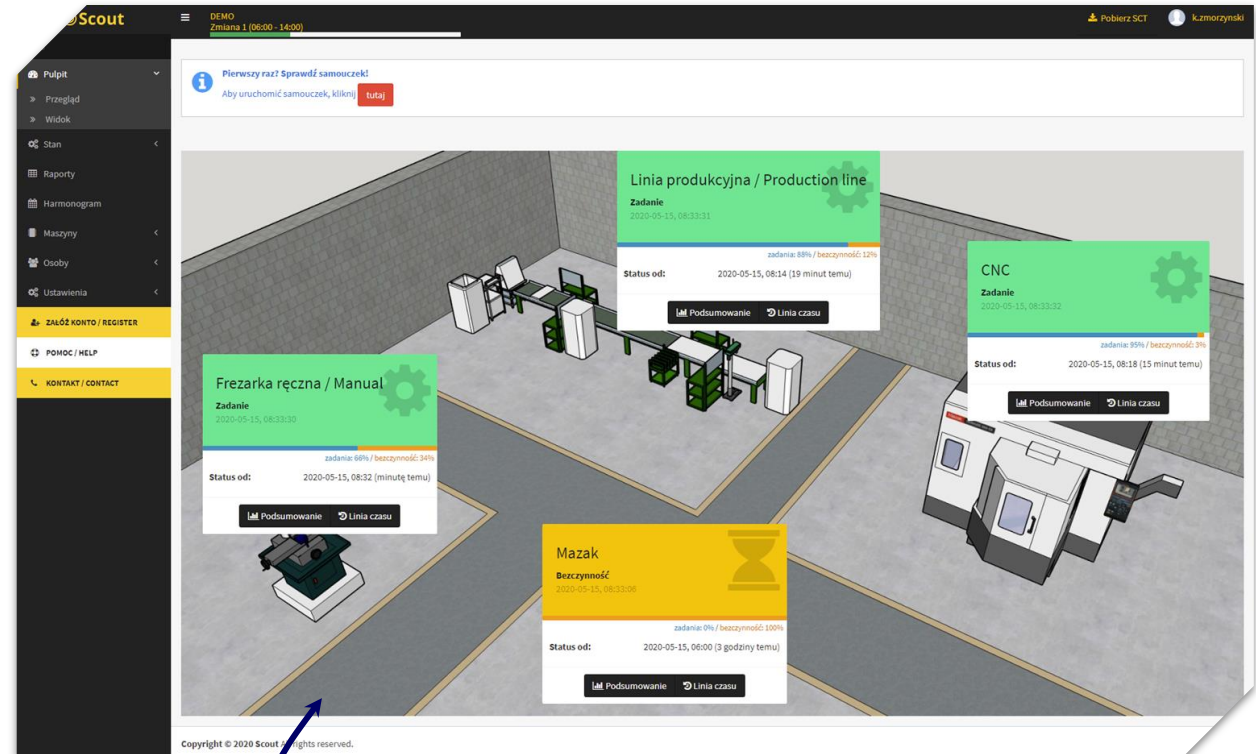 Scout
DEMO
Zmiana 1 (06:00 - 14:00)
Pobierz SCT
k.zmorzynski
Pulpit
Przegląd
Widok
Stan
Raporty
Harmonogram
Maszyny
Osoby
Ustawienia
ZAŁÓŻ KONTO / REGISTER
POMOC / HELP
KONTAKT / CONTACT
Pierwszy raz? Sprawdź samouczek!
Aby uruchomić samouczek, kliknij tutaj
Linia produkcyjna / Production line
Zadanie
2020-05-15, 08:33:31
zadania: 88% / bezczynność: 12%
Status od: 2020-05-15, 08:14 (19 minut temu)
Podsumowanie Linia czasu
CNC
Zadanie
2020-05-15, 08:33:32
zadania: 95% / bezczynność: 3%
Status od: 2020-05-15, 08:18 (15 minut temu)
Podsumowanie Linia czasu
Frezarka ręczna / Manual
Zadanie
2020-05-15, 08:33:30
zadania: 66% / bezczynność: 34%
Status od: 2020-05-15, 08:32 (minutę temu)
Podsumowanie Linia czasu
Mazak
Bezczynność
2020-05-15, 08:33:06
zadania: 0% / bezczynność: 100%
Status od: 2020-05-15, 06:00 (3 godziny temu)
Podsumowanie Linia czasu
Copyright © 2020 Scout rights reserved.